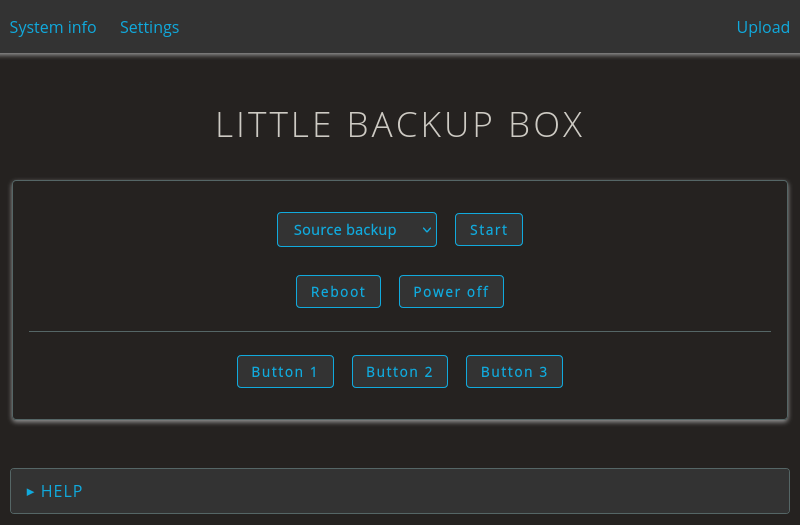 System info Settings Upload
LITTLE BACKUP BOX
Source backup Start
Reboot Power off
Button 1 Button 2 Button 3
▸ HELP